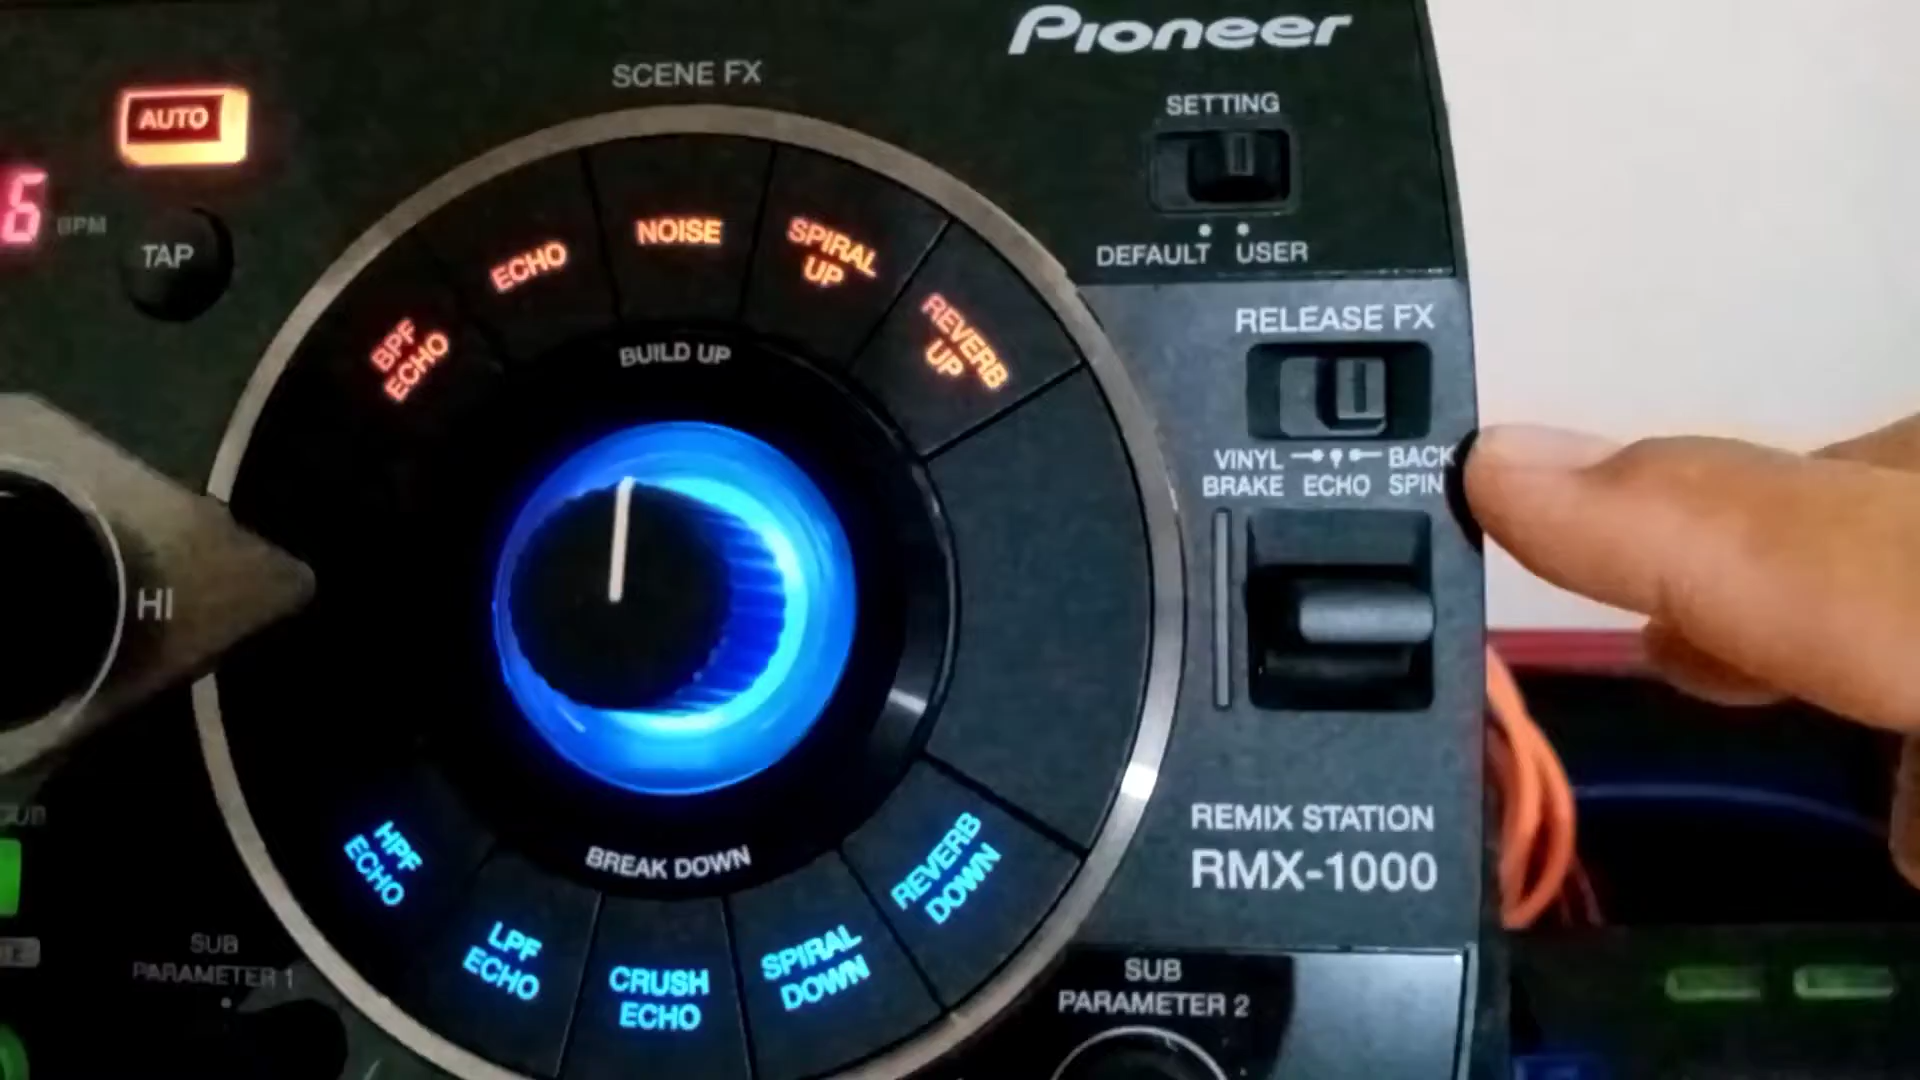 Pioneer
SCENE FX
SETTING
AUTO
6
BPM
TAP
DEFAULT USER
RELEASE FX
BPF
ECHO
ECHO
NOISE
SPIRAL
UP
REVERB
UP
BUILD UP
VINYL
BRAKE
ECHO
BACK
SPIN
HI
REMIX STATION
RMX-1000
BREAK DOWN
HPF
ECHO
LPF
ECHO
CRUSH
ECHO
SPIRAL
DOWN
REVERB
DOWN
SUB
PARAMETER 1
SUB
PARAMETER 2